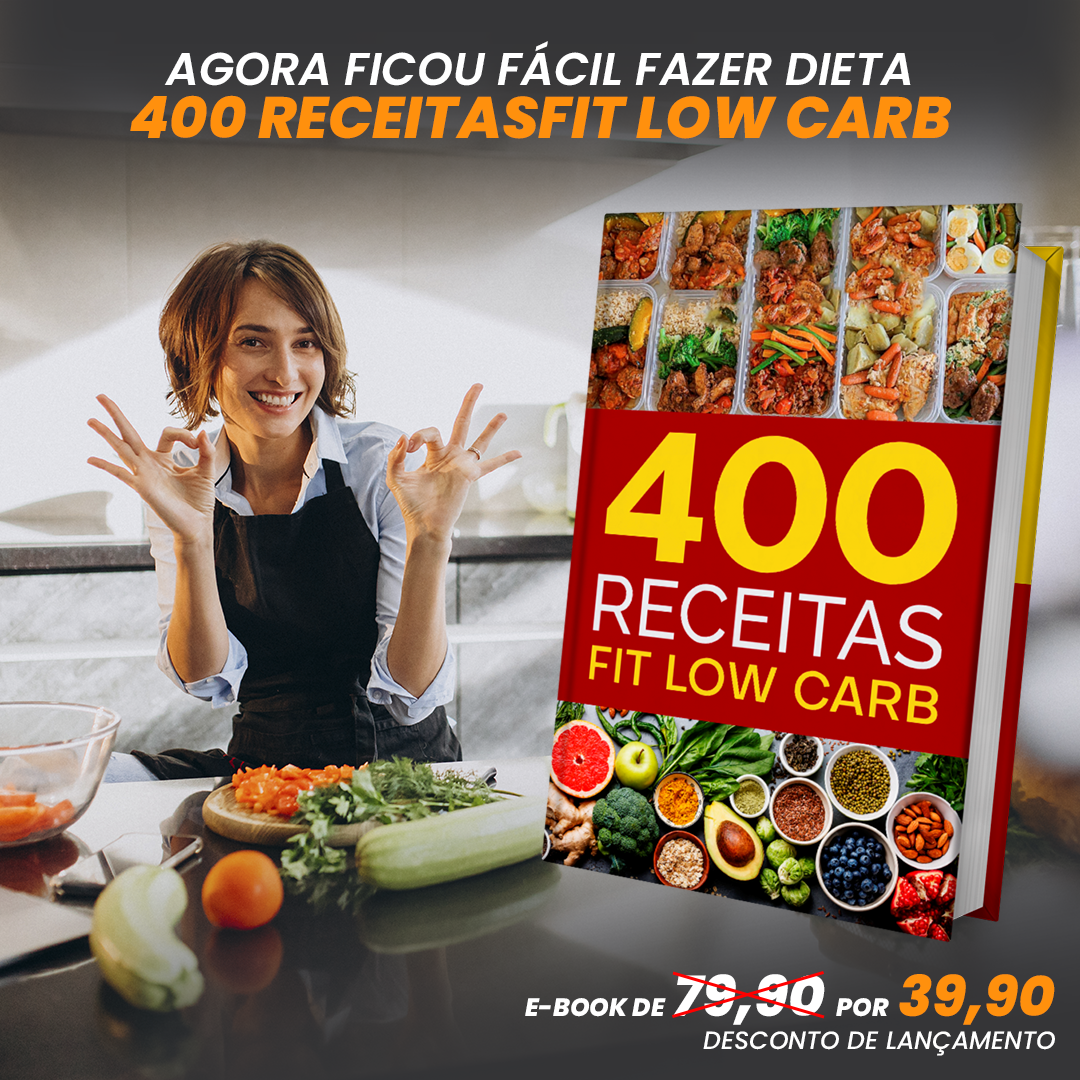 AGORA FICOU FÁCIL FAZER DIETA
400 RECEITASFIT LOW CARB
400
RECEITAS
FIT LOW CARB
E-BOOK DE 79,90 POR 39,90
DESCONTO DE LANÇAMENTO